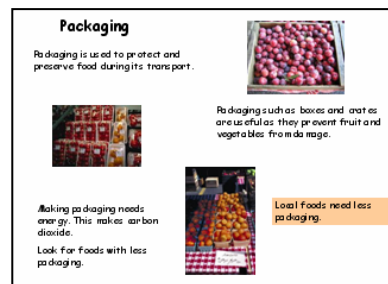 Packaging
Packaging is used to protect and
preserve food during its transport.
Packaging such as boxes and crates
are useful as they prevent fruit and
vegetables from damage.
Making packaging needs
energy. This makes carbon
dioxide.
Look for foods with less
packaging.
Local foods need less
packaging.